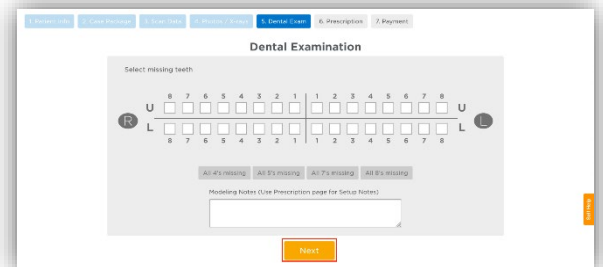 1. Patient Info 2. Case Package 3. Scan Data 4. Photos / X-rays 5. Dental Exam 6. Prescription 7. Payment
Dental Examination
Select missing teeth
8 7 6 5 4 3 2 1 1 2 3 4 5 6 7 8
U U
R L
L L
8 7 6 5 4 3 2 1 1 2 3 4 5 6 7 8
All 4's missing All 5's missing All 7's missing All 8's missing
Modeling Notes (Use Prescription page for Setup Notes)
Next